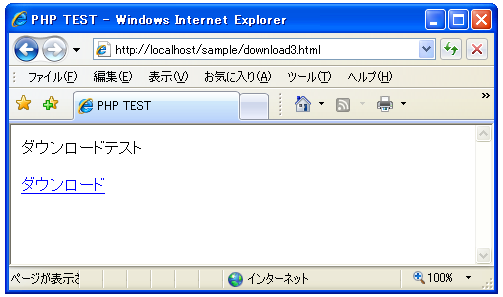 PHP TEST - Windows Internet Explorer
http://localhost/sample/download3.html
ファイル(F) 編集(E) 表示(V) お気に入り(A) ツール(T) ヘルプ(H)
PHP TEST
»
ダウンロードテスト
ダウンロード
ページが表示さ インターネット 100%